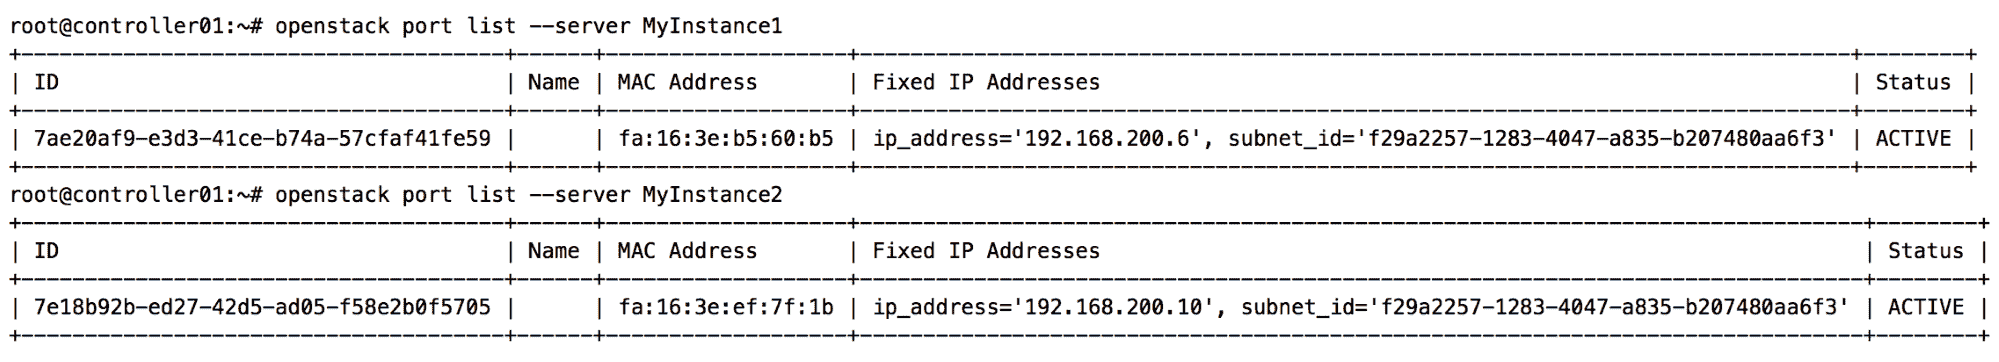 root@controller01:~# openstack port list --server MyInstance1
+--------------------------------------+------+-------------------+------------------------------------------------------------------------------+--------+
| ID                                   | Name | MAC Address       | Fixed IP Addresses                                                           | Status |
+--------------------------------------+------+-------------------+------------------------------------------------------------------------------+--------+
| 7ae20af9-e3d3-41ce-b74a-57cfaf41fe59 |      | fa:16:3e:b5:60:b5 | ip_address='192.168.200.6', subnet_id='f29a2257-1283-4047-a835-b207480aa6f3' | ACTIVE |
+--------------------------------------+------+-------------------+------------------------------------------------------------------------------+--------+
root@controller01:~# openstack port list --server MyInstance2
+--------------------------------------+------+-------------------+-------------------------------------------------------------------------------+--------+
| ID                                   | Name | MAC Address       | Fixed IP Addresses                                                            | Status |
+--------------------------------------+------+-------------------+-------------------------------------------------------------------------------+--------+
| 7e18b92b-ed27-42d5-ad05-f58e2b0f5705 |      | fa:16:3e:ef:7f:1b | ip_address='192.168.200.10', subnet_id='f29a2257-1283-4047-a835-b207480aa6f3' | ACTIVE |
+--------------------------------------+------+-------------------+-------------------------------------------------------------------------------+--------+